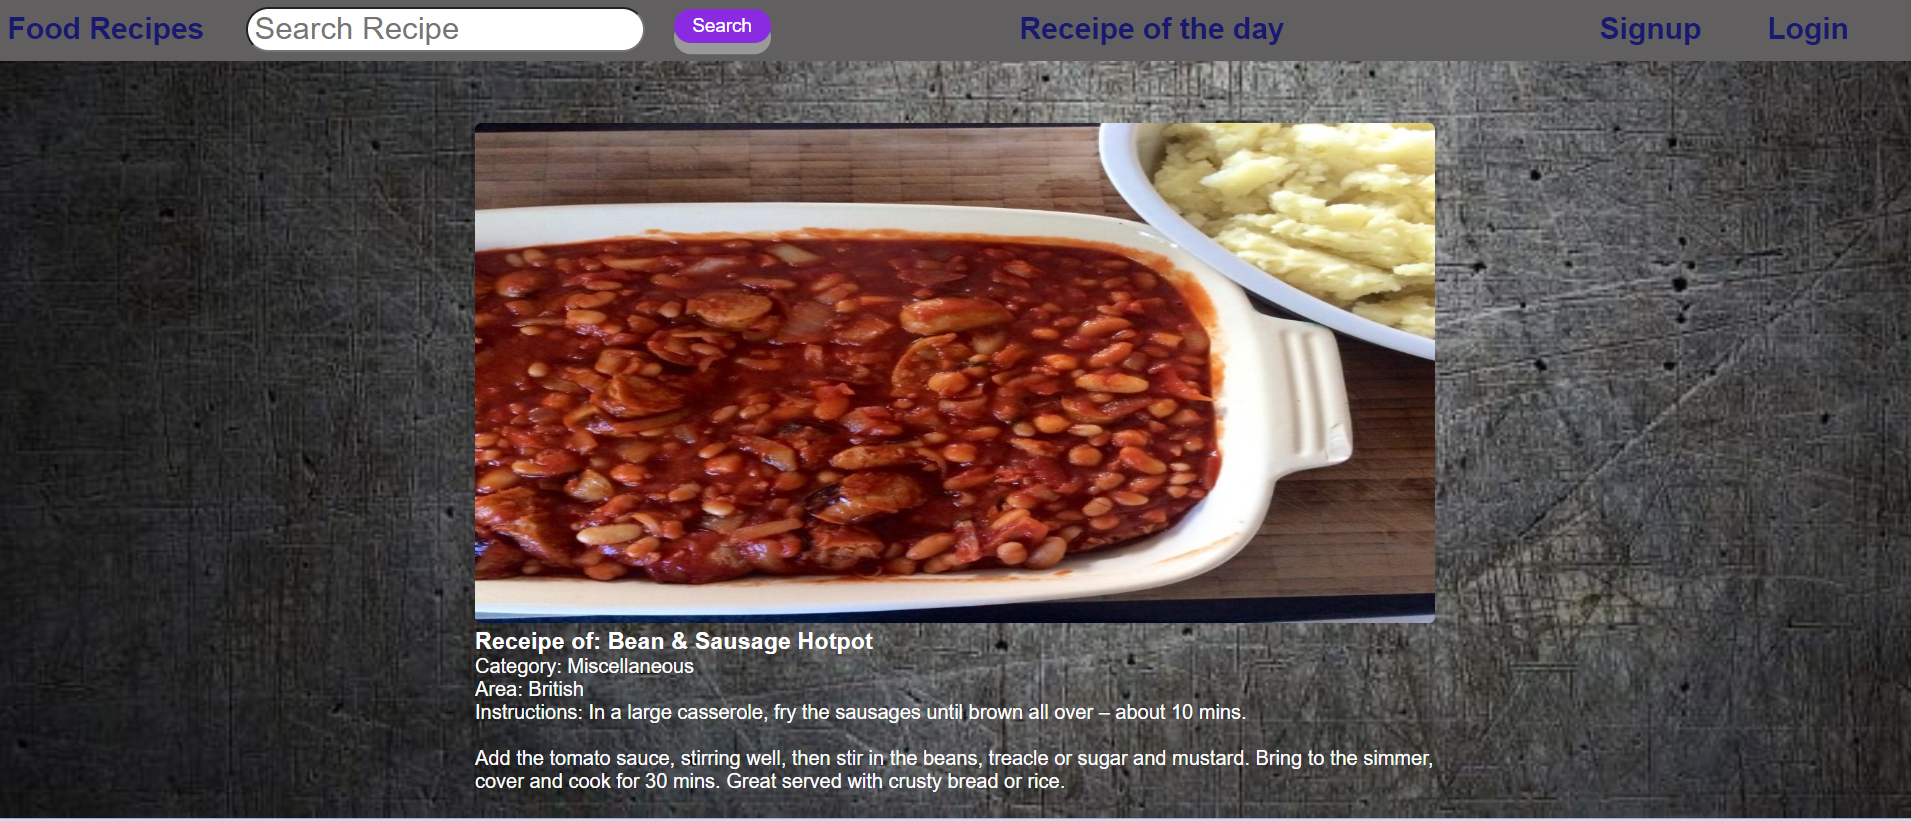 Food Recipes
Search Recipe
Search
Receipe of the day
Signup
Login
Receipe of: Bean & Sausage Hotpot
Category: Miscellaneous
Area: British
Instructions: In a large casserole, fry the sausages until brown all over – about 10 mins.
Add the tomato sauce, stirring well, then stir in the beans, treacle or sugar and mustard. Bring to the simmer,
cover and cook for 30 mins. Great served with crusty bread or rice.